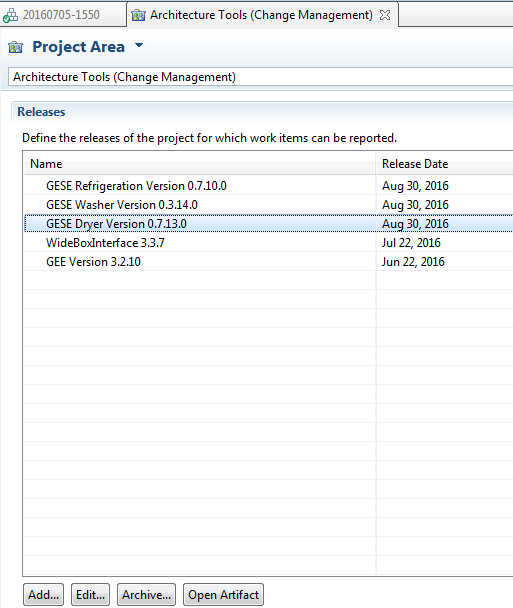 20160705-1550 Architecture Tools (Change Management)
Project Area
Architecture Tools (Change Management)
Releases
Define the releases of the project for which work items can be reported.
Name Release Date
GESE Refrigeration Version 0.7.10.0 Aug 30, 2016
GESE Washer Version 0.3.14.0 Aug 30, 2016
GESE Dryer Version 0.7.13.0 Aug 30, 2016
WideBoxInterface 3.3.7 Jul 22, 2016
GEE Version 3.2.10 Jun 22, 2016
Add... Edit... Archive... Open Artifact